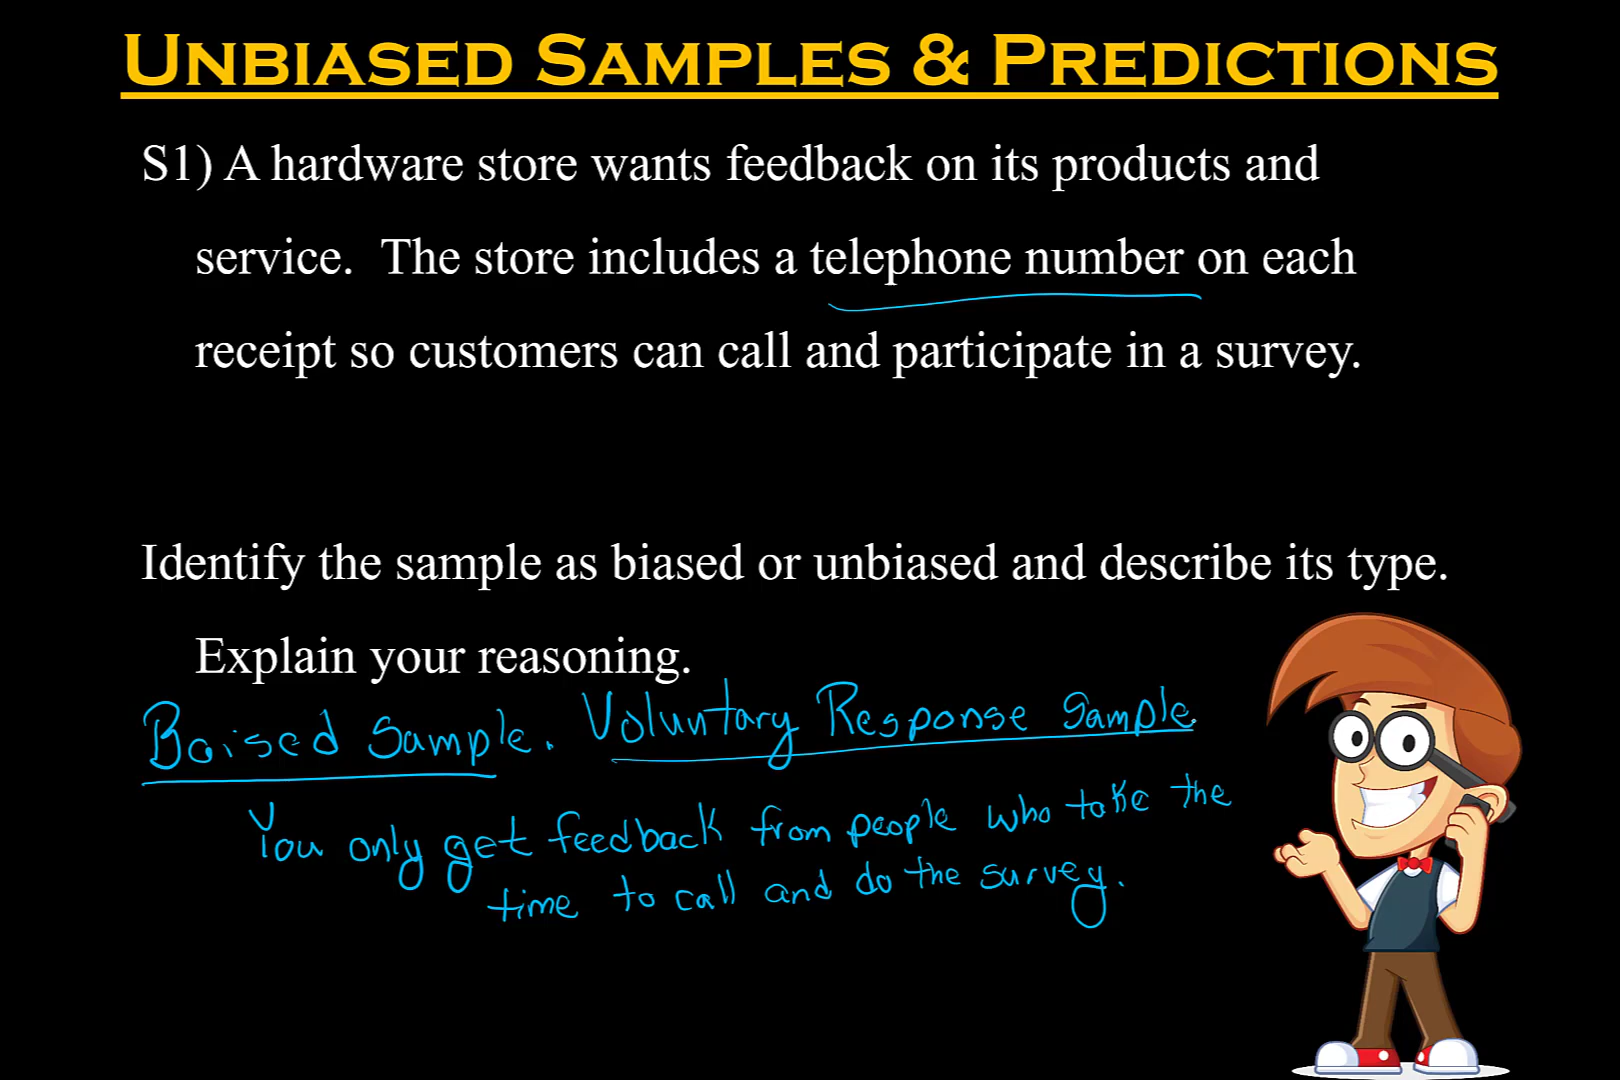 UNBIASED SAMPLES & PREDICTIONS
S1) A hardware store wants feedback on its products and
service. The store includes a telephone number on each
receipt so customers can call and participate in a survey.
Identify the sample as biased or unbiased and describe its type.
Explain your reasoning.
Baised Sample. Voluntary Response Sample.
You only get feedback from people who take the
time to call and do the survey.